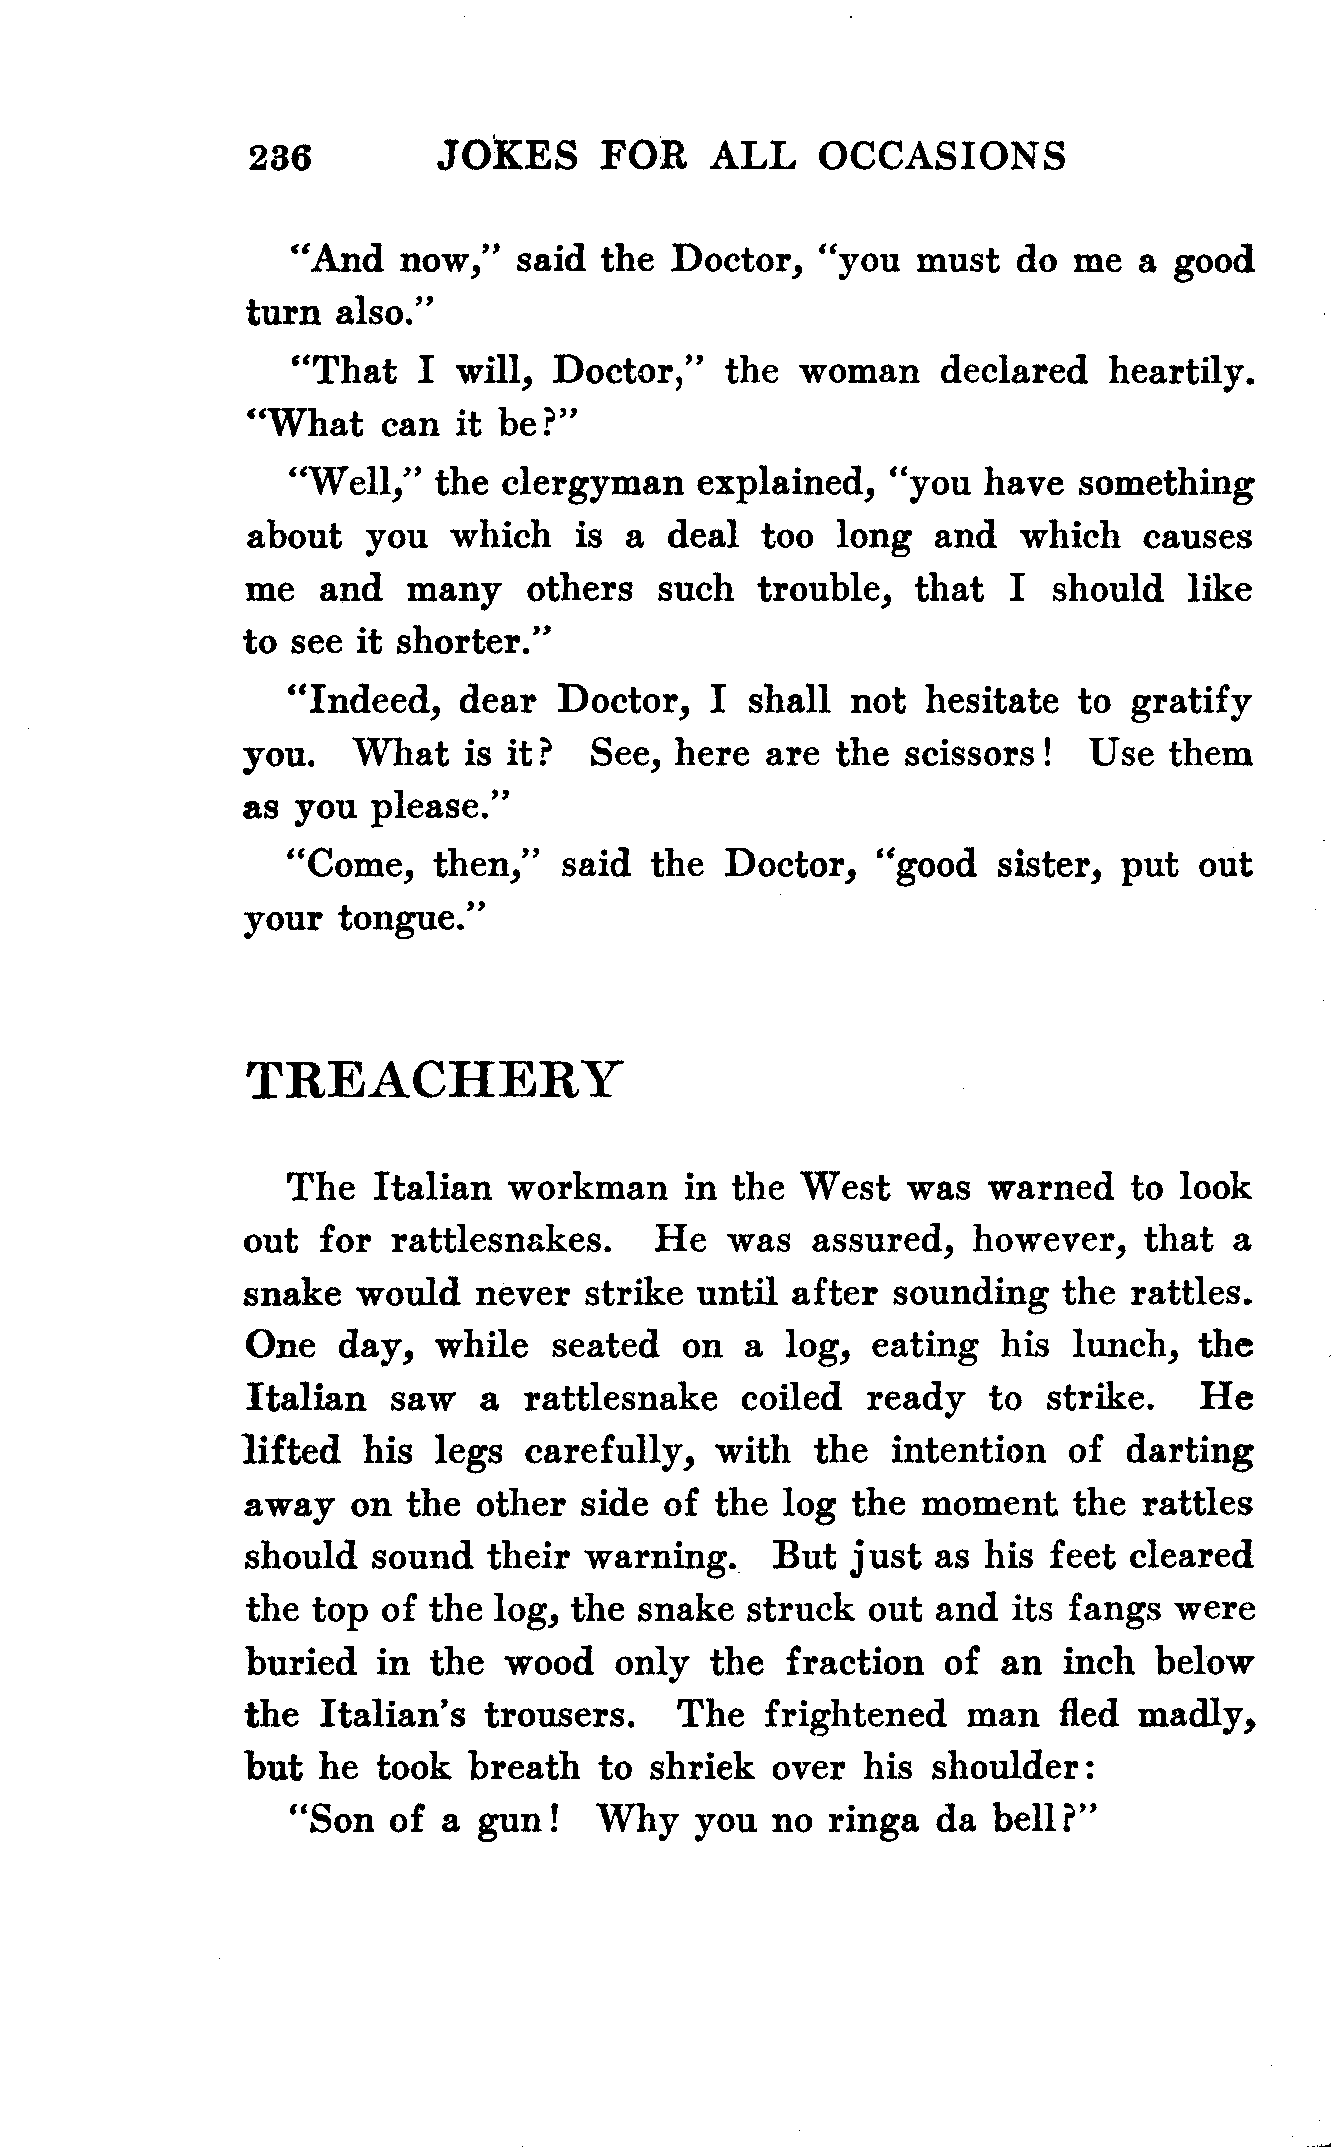 236 JOKES FOR ALL OCCASIONS
"And now," said the Doctor, "you must do me a good
turn also."
"That I will, Doctor," the woman declared heartily.
"What can it be?"
"Well," the clergyman explained, "you have something
about you which is a deal too long and which causes
me and many others such trouble, that I should like
to see it shorter."
"Indeed, dear Doctor, I shall not hesitate to gratify
you. What is it? See, here are the scissors! Use them
as you please."
"Come, then," said the Doctor, "good sister, put out
your tongue."
TREACHERY
The Italian workman in the West was warned to look
out for rattlesnakes. He was assured, however, that a
snake would never strike until after sounding the rattles.
One day, while seated on a log, eating his lunch, the
Italian saw a rattlesnake coiled ready to strike. He
lifted his legs carefully, with the intention of darting
away on the other side of the log the moment the rattles
should sound their warning. But just as his feet cleared
the top of the log, the snake struck out and its fangs were
buried in the wood only the fraction of an inch below
the Italian's trousers. The frightened man fled madly,
but he took breath to shriek over his shoulder:
"Son of a gun! Why you no ringa da bell?"